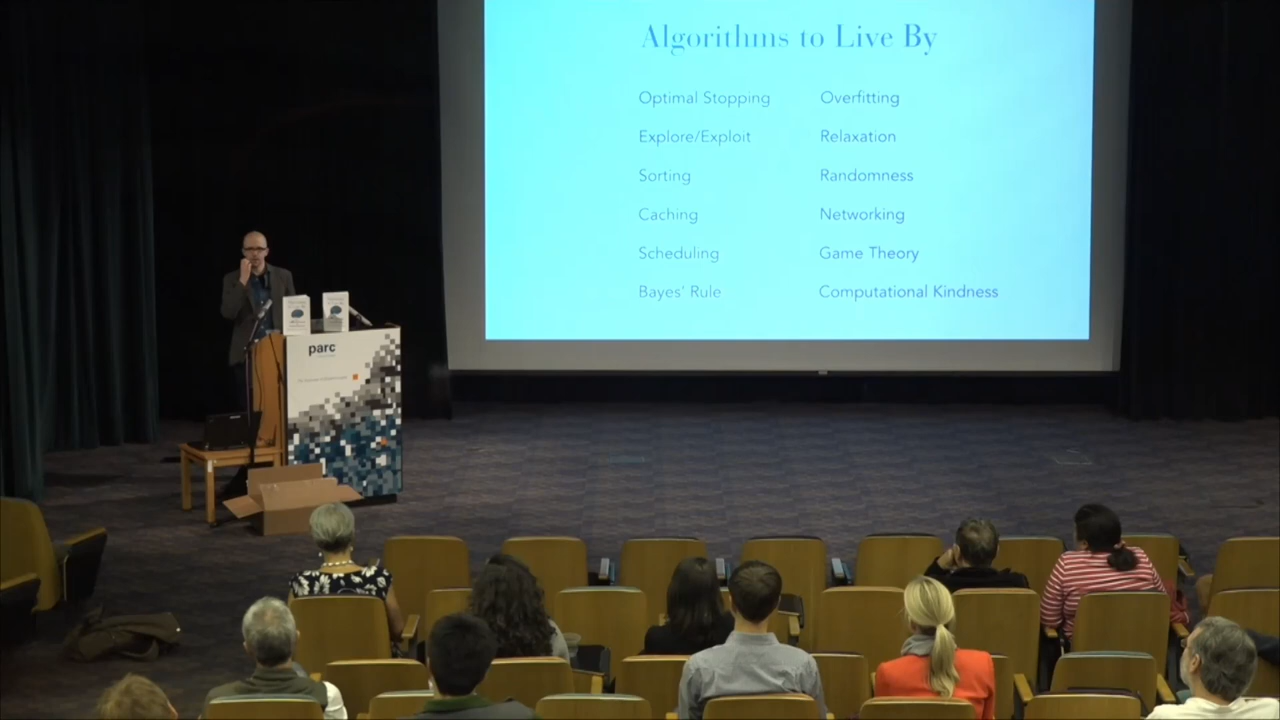 Algorithms to Live By
Optimal Stopping
Explore/Exploit
Sorting
Caching
Scheduling
Bayes' Rule
Overfitting
Relaxation
Randomness
Networking
Game Theory
Computational Kindness
parc